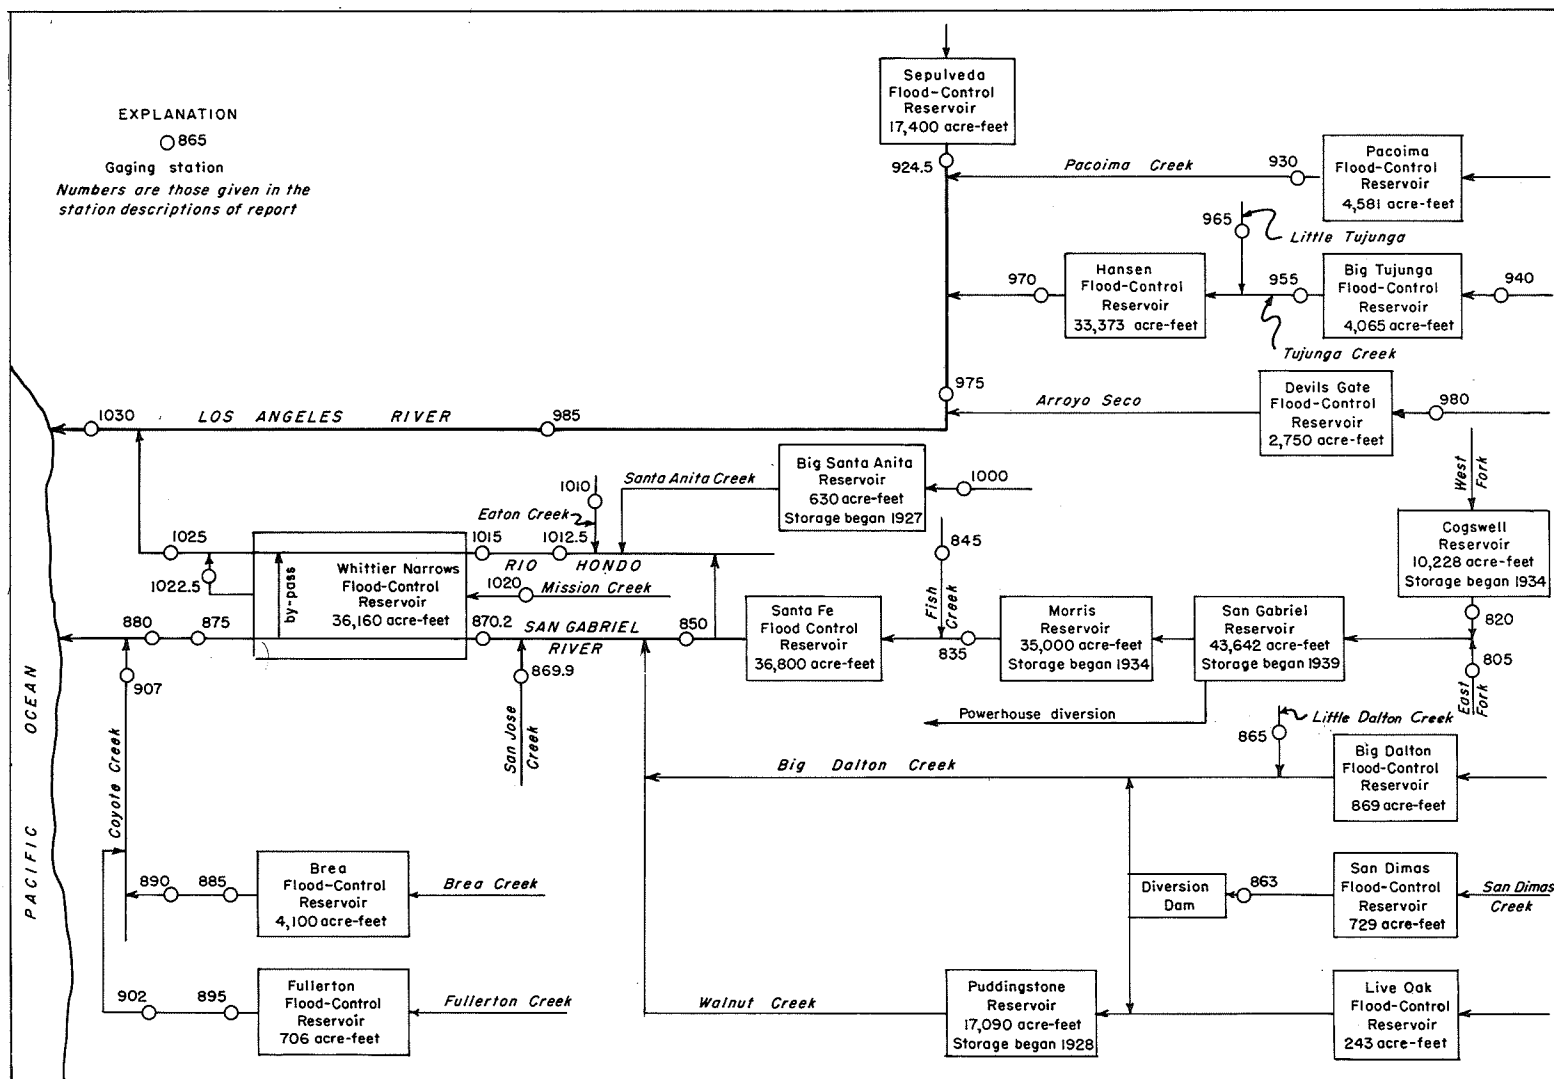 EXPLANATION
865
Gaging station
Numbers are those given in the
station descriptions of report
Sepulveda
Flood-Control
Reservoir
17,400 acre-feet
924.5
Pacoima Creek
930
Pacoima
Flood-Control
Reservoir
4,581 acre-feet
965
Little Tujunga
970
Hansen
Flood-Control
Reservoir
33,373 acre-feet
955
Big Tujunga
Flood-Control
Reservoir
4,065 acre-feet
940
Tujunga Creek
975
Arroyo Seco
Devils Gate
Flood-Control
Reservoir
2,750 acre-feet
980
1030
LOS ANGELES RIVER
985
West
Fork
Santa Anita Creek
Big Santa Anita
Reservoir
630 acre-feet
Storage began 1927
1000
1010
Eaton Creek
Cogswell
Reservoir
10,228 acre-feet
Storage began 1934
1025
1015
1012.5
RIO HONDO
845
Fish
Creek
1022.5
by-pass
Whittier Narrows
Flood-Control
Reservoir
36,160 acre-feet
1020
Mission Creek
880
875
870.2
SAN GABRIEL
RIVER
850
Santa Fe
Flood Control
Reservoir
36,800 acre-feet
835
Morris
Reservoir
35,000 acre-feet
Storage began 1934
San Gabriel
Reservoir
43,642 acre-feet
Storage began 1939
820
805
East
Fork
907
869.9
San Jose
Creek
Powerhouse diversion
Little Dalton Creek
865
PACIFIC OCEAN
Coyote Creek
Big Dalton Creek
Big Dalton
Flood-Control
Reservoir
869 acre-feet
890
885
Brea
Flood-Control
Reservoir
4,100 acre-feet
Brea Creek
Diversion
Dam
863
San Dimas
Flood-Control
Reservoir
729 acre-feet
San Dimas
Creek
902
895
Fullerton
Flood-Control
Reservoir
706 acre-feet
Fullerton Creek
Walnut Creek
Puddingstone
Reservoir
17,090 acre-feet
Storage began 1928
Live Oak
Flood-Control
Reservoir
243 acre-feet